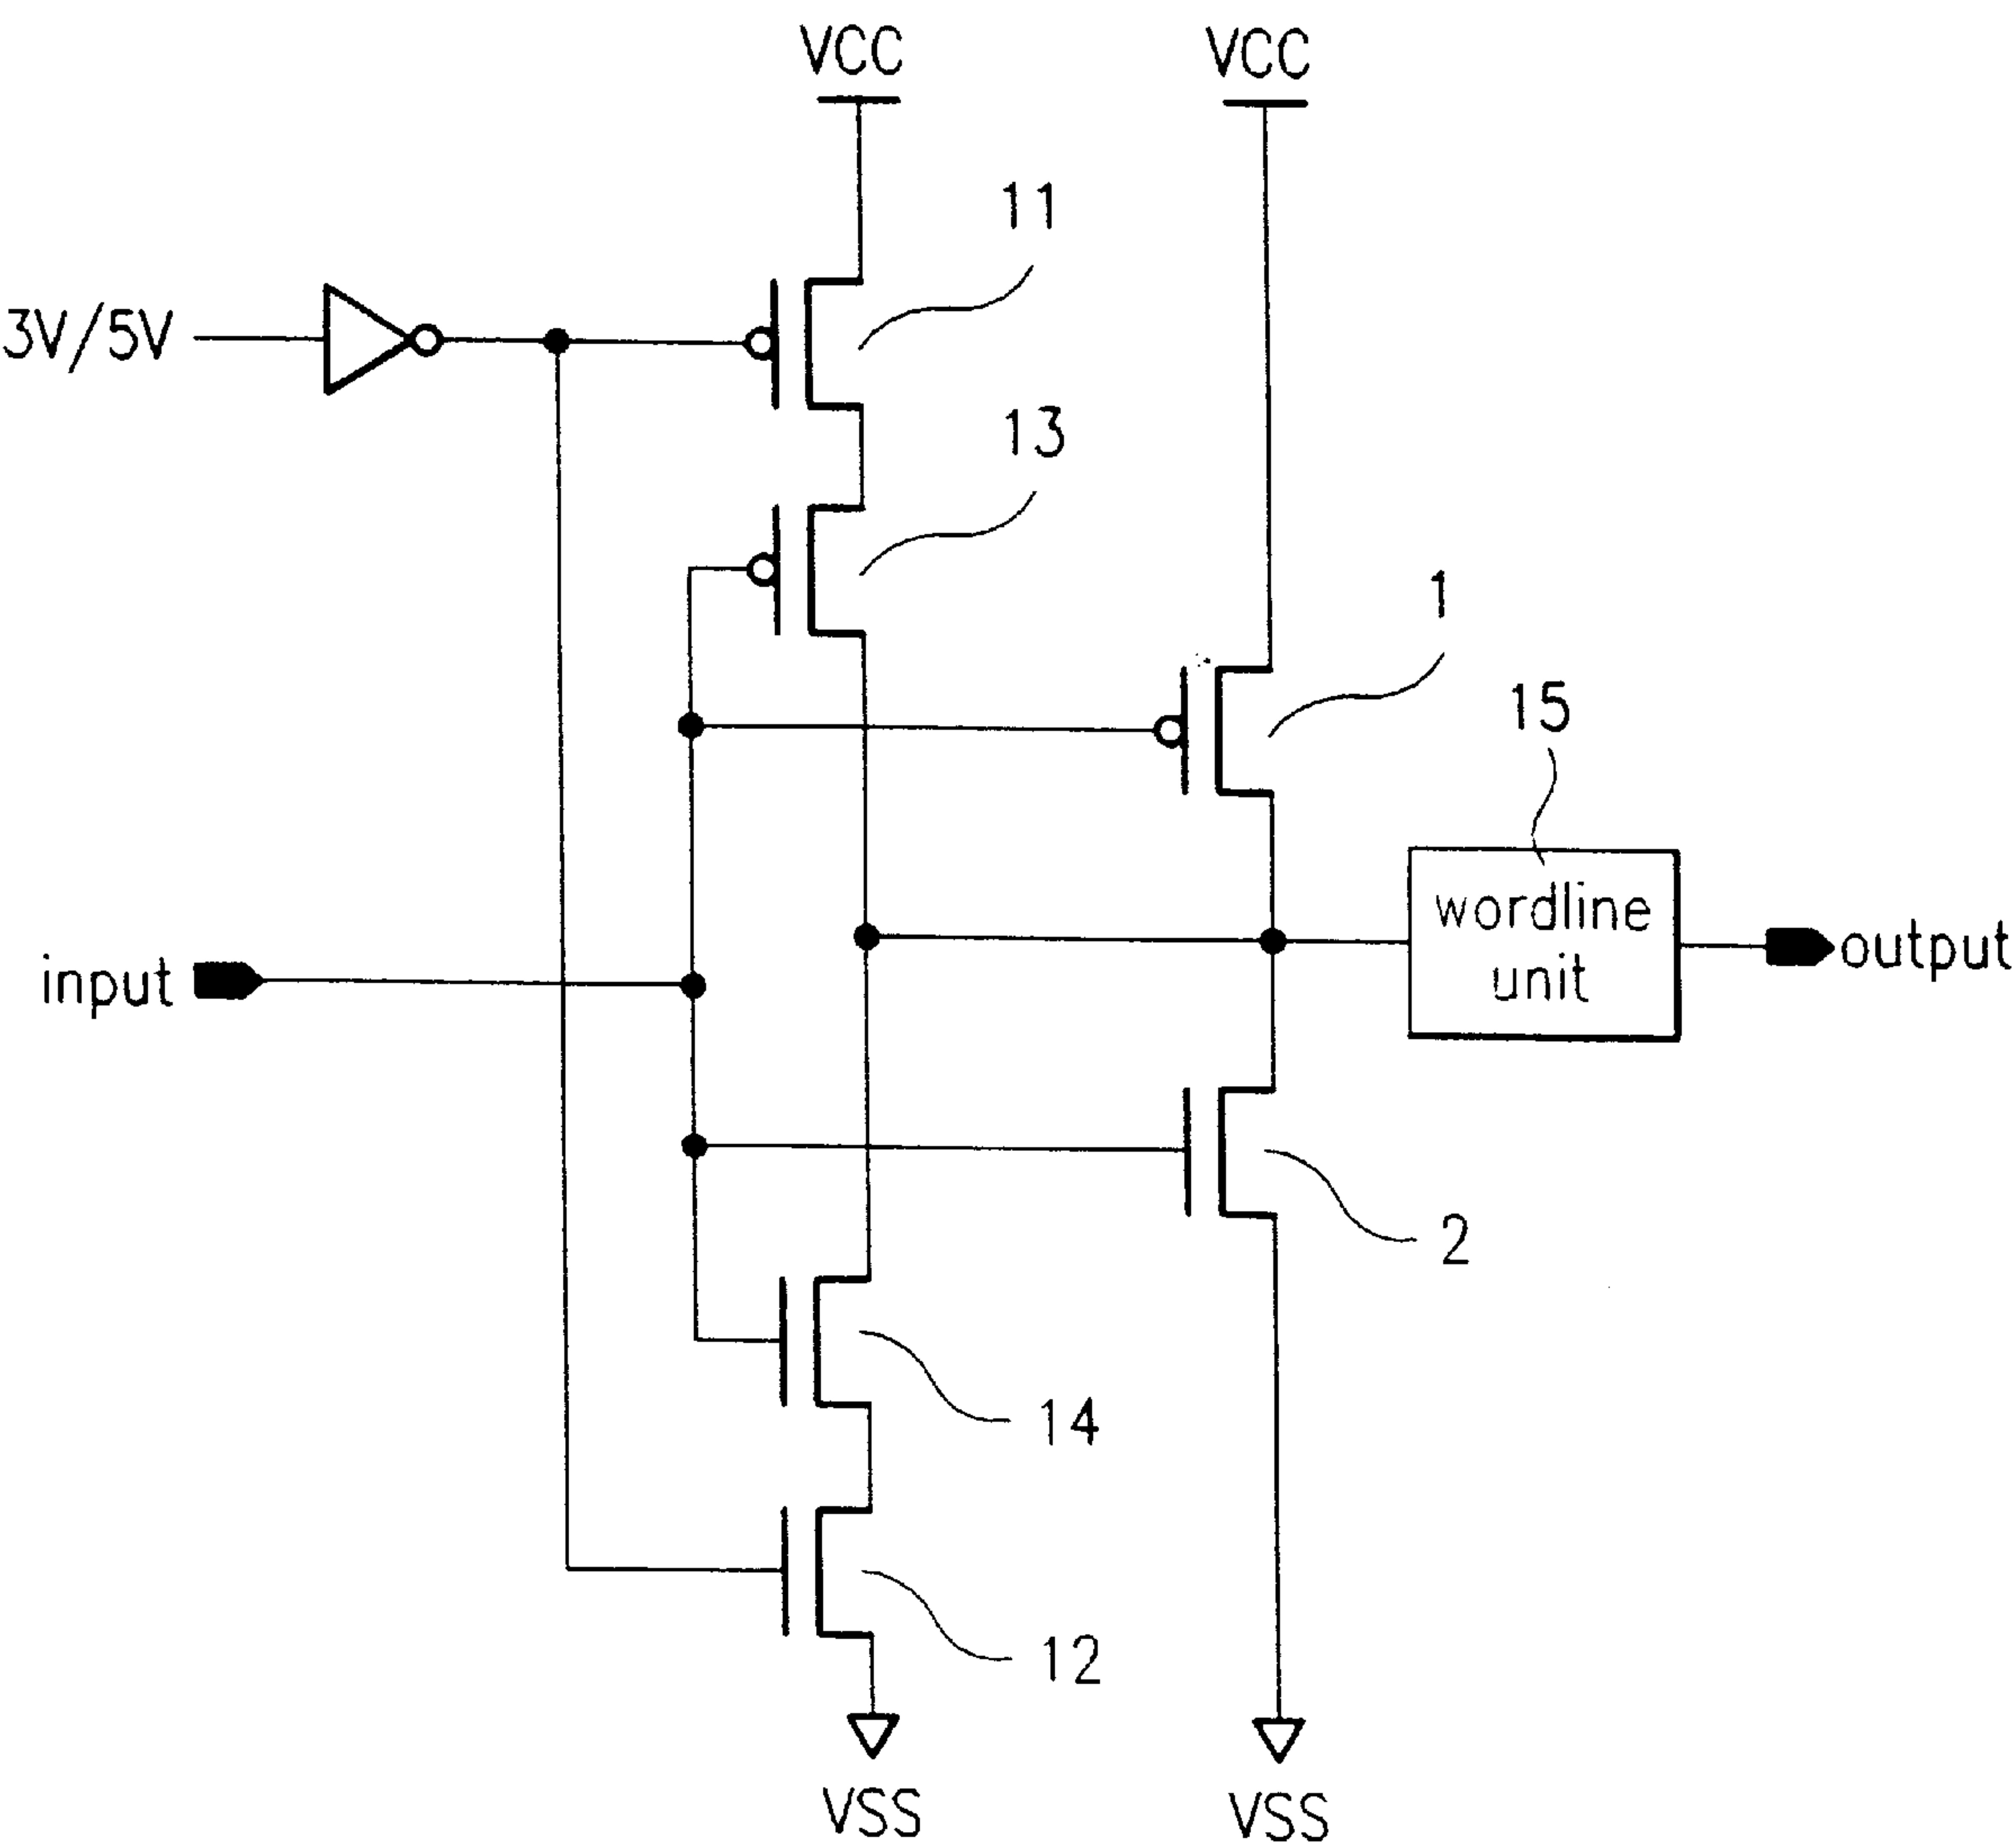 VCC
VCC
11
3V/5V
13
1
15
wordline
unit
output
input
2
14
12
VSS
VSS